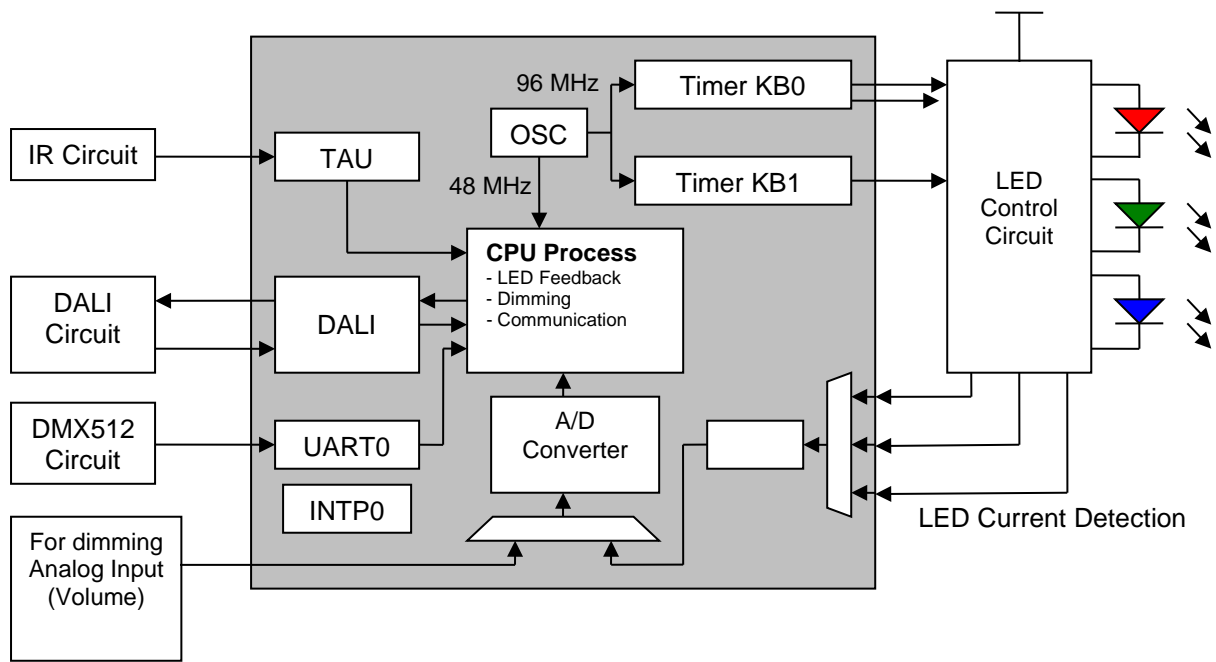 96 MHz
Timer KB0
OSC
IR Circuit
TAU
48 MHz
Timer KB1
LED
Control
Circuit
CPU Process
- LED Feedback
- Dimming
- Communication
DALI
Circuit
DALI
DMX512
Circuit
UART0
A/D
Converter
INTP0
LED Current Detection
For dimming
Analog Input
(Volume)